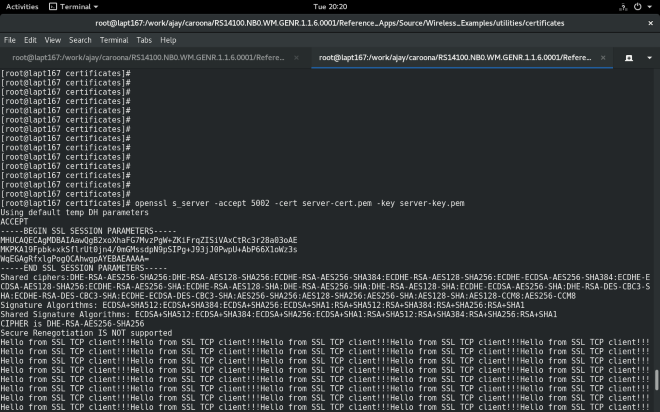 Activities Terminal Tue 20:20
root@lapt167:/work/ajay/caroona/RS14100.NB0.WM.GENR.1.1.6.0001/Reference_Apps/Source/Wireless_Examples/utilities/certificates
File Edit View Search Terminal Tabs Help
root@lapt167:/work/ajay/caroona/RS14100.NB0.WM.GENR.1.1.6.0001/Refere... × root@lapt167:/work/ajay/caroona/RS14100.NB0.WM.GENR.1.1.6.0001/Refere... ×
[root@lapt167 certificates]#
[root@lapt167 certificates]#
[root@lapt167 certificates]#
[root@lapt167 certificates]#
[root@lapt167 certificates]#
[root@lapt167 certificates]#
[root@lapt167 certificates]#
[root@lapt167 certificates]#
[root@lapt167 certificates]#
[root@lapt167 certificates]#
[root@lapt167 certificates]#
[root@lapt167 certificates]#
[root@lapt167 certificates]#
[root@lapt167 certificates]#
[root@lapt167 certificates]# openssl s_server -accept 5002 -cert server-cert.pem -key server-key.pem
Using default temp DH parameters
ACCEPT
-----BEGIN SSL SESSION PARAMETERS-----
MHUCAQECAgMDBAIAawQgB2xoXhaFG7MvzPgW+ZKiFrqZISiVAxCtRc3r28a03oAE
MKPKA19Fpbk+xkSflrUt0jn4/0mGMssdpN9pSIPg+J93jJ0PwpU+AbP66X1oWz3s
WqEGAgRfxlgPogQCAhwgpAYEBAEAAAA=
-----END SSL SESSION PARAMETERS-----
Shared ciphers:DHE-RSA-AES256-SHA256:DHE-RSA-AES128-SHA256:ECDHE-RSA-AES256-SHA384:ECDHE-RSA-AES128-SHA256:ECDHE-ECDSA-AES128-SHA256:ECDHE-ECDSA-AES256-SHA384:ECDHE-E
CDSA-AES128-SHA256:ECDHE-RSA-AES256-SHA:ECDHE-RSA-AES128-SHA:DHE-RSA-AES256-SHA:DHE-RSA-AES128-SHA:ECDHE-ECDSA-AES128-SHA:ECDHE-ECDSA-AES256-SHA:DHE-RSA-DES-CBC3-S
HA:ECDHE-RSA-DES-CBC3-SHA:ECDHE-ECDSA-DES-CBC3-SHA:AES256-SHA256:AES128-SHA256:AES256-SHA:AES128-SHA:AES128-CCM8:AES256-CCM8
Signature Algorithms: ECDSA+SHA512:ECDSA+SHA384:ECDSA+SHA256:ECDSA+SHA1:RSA+SHA512:RSA+SHA384:RSA+SHA256:RSA+SHA1
Shared Signature Algorithms: ECDSA+SHA512:ECDSA+SHA384:ECDSA+SHA256:ECDSA+SHA1:RSA+SHA512:RSA+SHA384:RSA+SHA256:RSA+SHA1
CIPHER is DHE-RSA-AES256-SHA256
Secure Renegotiation IS NOT supported
Hello from SSL TCP client!!!Hello from SSL TCP client!!!Hello from SSL TCP client!!!Hello from SSL TCP client!!!Hello from SSL TCP client!!!
Hello from SSL TCP client!!!Hello from SSL TCP client!!!Hello from SSL TCP client!!!Hello from SSL TCP client!!!Hello from SSL TCP client!!!
Hello from SSL TCP client!!!Hello from SSL TCP client!!!Hello from SSL TCP client!!!Hello from SSL TCP client!!!Hello from SSL TCP client!!!
Hello from SSL TCP client!!!Hello from SSL TCP client!!!Hello from SSL TCP client!!!Hello from SSL TCP client!!!Hello from SSL TCP client!!!
Hello from SSL TCP client!!!Hello from SSL TCP client!!!Hello from SSL TCP client!!!Hello from SSL TCP client!!!Hello from SSL TCP client!!!
Hello from SSL TCP client!!!Hello from SSL TCP client!!!Hello from SSL TCP client!!!Hello from SSL TCP client!!!Hello from SSL TCP client!!!
Hello from SSL TCP client!!!Hello from SSL TCP client!!!Hello from SSL TCP client!!!Hello from SSL TCP client!!!Hello from SSL TCP client!!!
Hello from SSL TCP client!!!Hello from SSL TCP client!!!Hello from SSL TCP client!!!Hello from SSL TCP client!!!Hello from SSL TCP client!!!